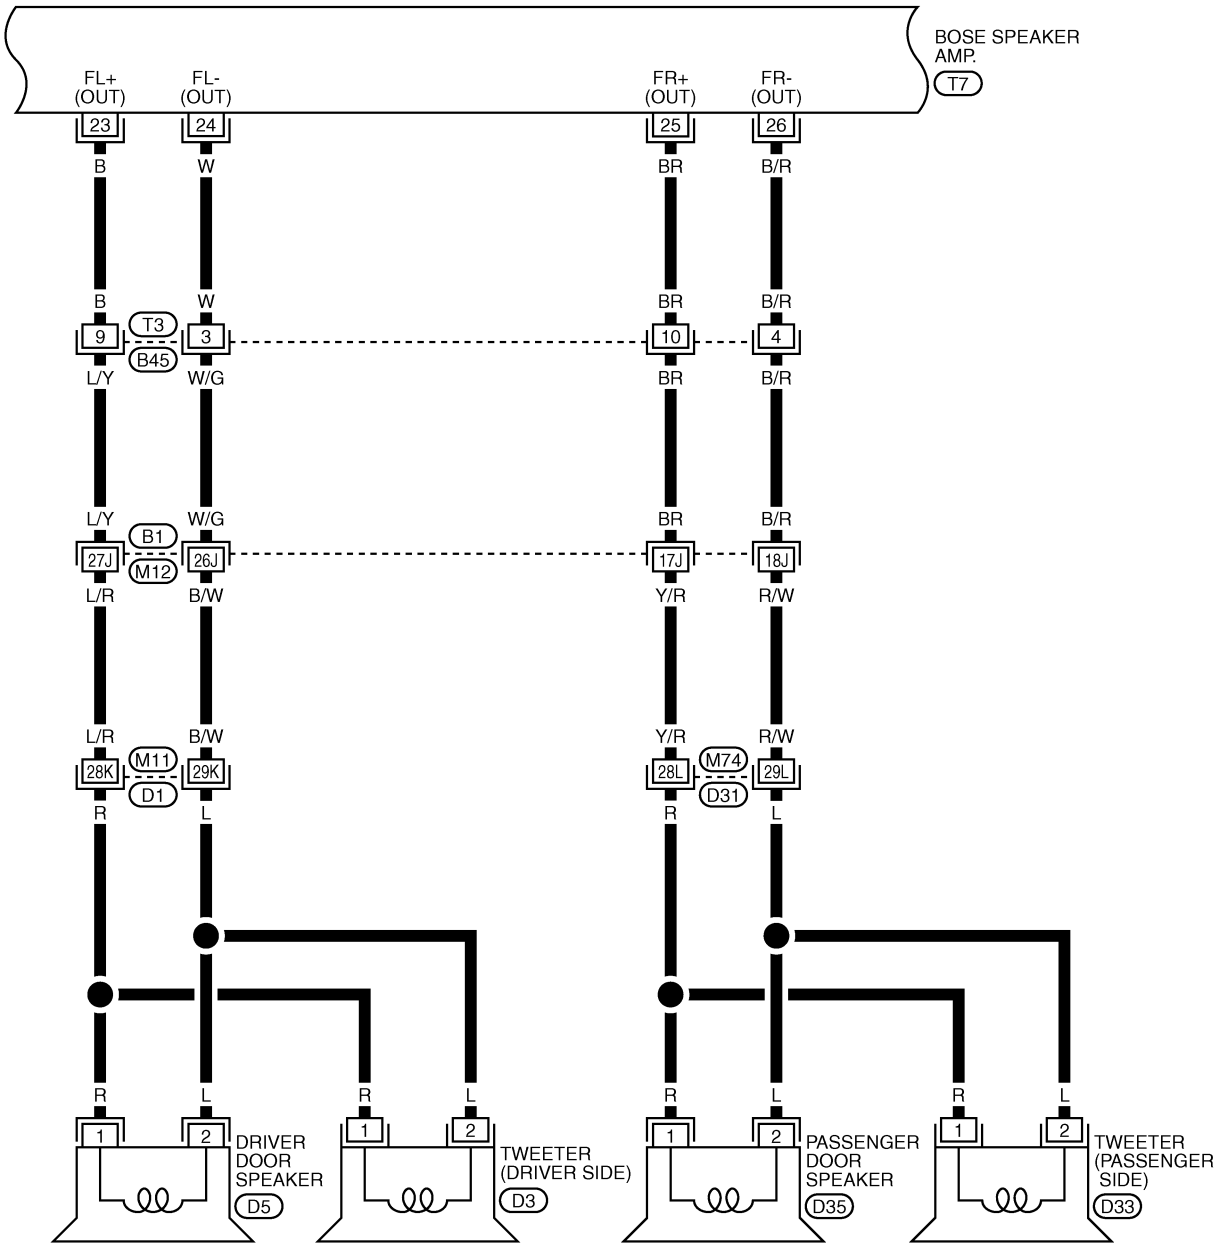 BOSE SPEAKER
AMP.
T7
FL+ FL- FR+ FR-
(OUT) (OUT) (OUT) (OUT)
23 24 25 26
B W BR B/R
B W BR B/R
T3
9 3 10 4
B45
L/Y W/G BR B/R
L/Y W/G BR B/R
B1
27J 26J 17J 18J
M12
L/R B/W Y/R R/W
L/R B/W Y/R R/W
M11 M74
28K 29K 28L 29L
D1 D31
R L R L
R L R L R L R L
1 2 1 2 1 2 1 2
DRIVER
DOOR
SPEAKER
D5
TWEETER
(DRIVER SIDE)
D3
PASSENGER
DOOR
SPEAKER
D35
TWEETER
(PASSENGER
SIDE)
D33